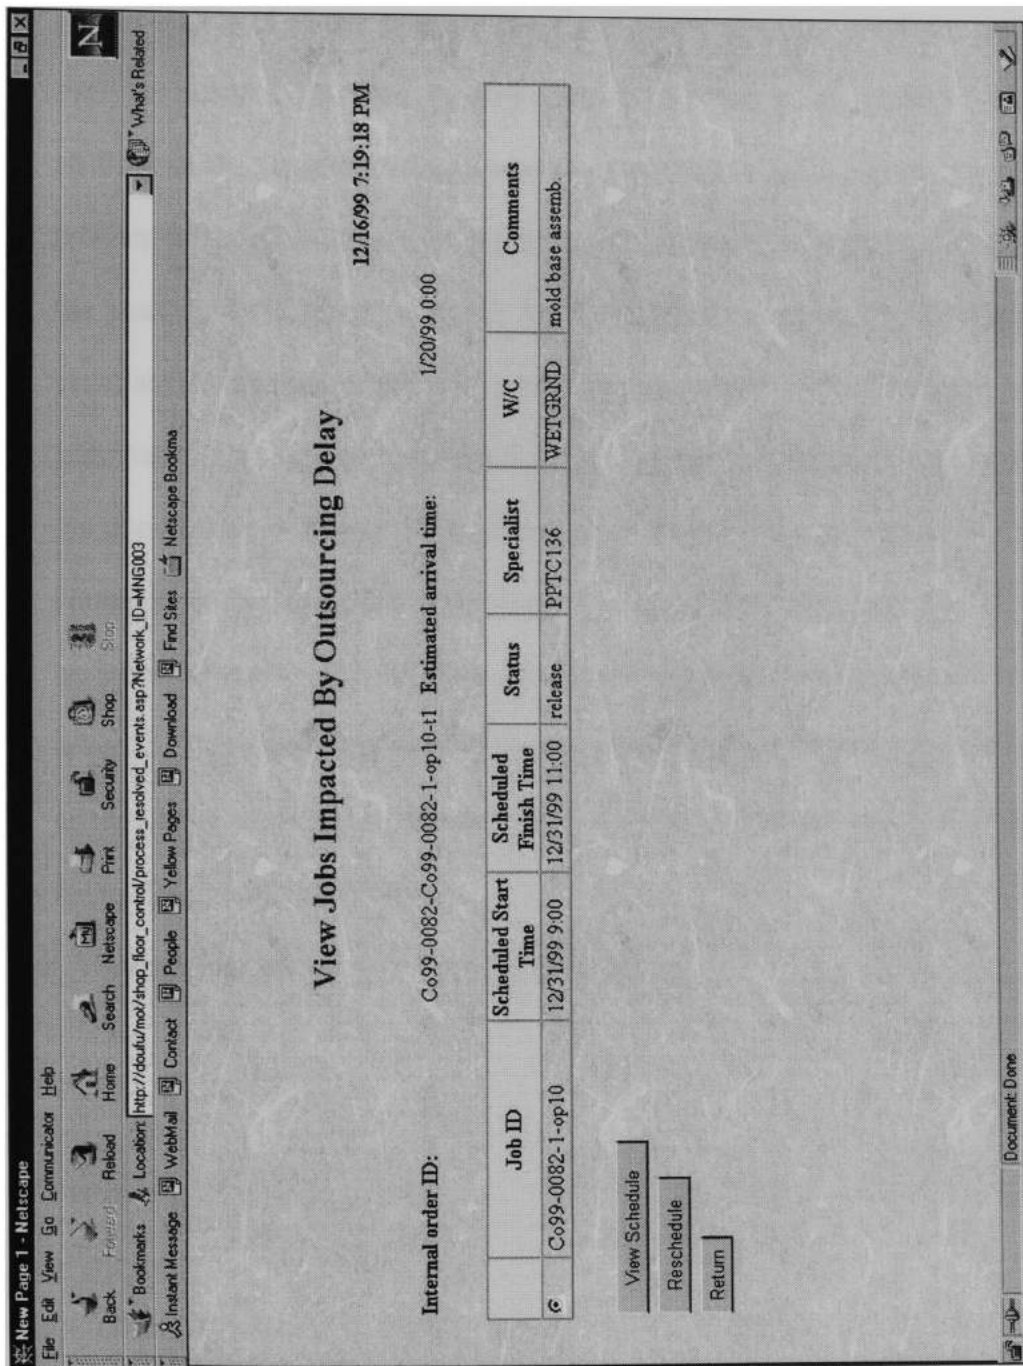 New Page 1 - Netscape
File Edit View Go Communicator Help
Back Forward Reload Home Search Netscape Print Security Shop Stop
Bookmarks Location: http://doufu/mot/shop_floor_control/process_resolved_events.asp?Network_ID=MNG003 What's Related
Instant Message WebMail Contact People Yellow Pages Download Find Sites Netscape Bookma
View Jobs Impacted By Outsourcing Delay
12/16/99 7:19:18 PM
Internal order ID: Co99-0082-Co99-0082-1-op10-t1 Estimated arrival time: 1/20/99 0:00
Job ID Scheduled Start Time Scheduled Finish Time Status Specialist W/C Comments
Co99-0082-1-op10 12/31/99 9:00 12/31/99 11:00 release PPTC136 WETGRND mold base assemb.
View Schedule
Reschedule
Return
Document: Done